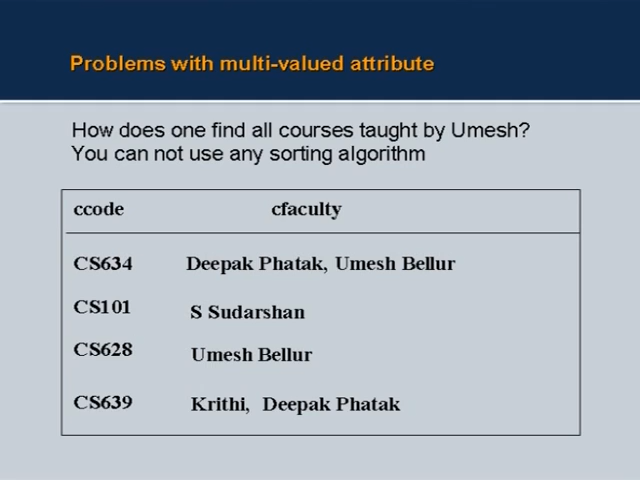 Problems with multi-valued attribute
How does one find all courses taught by Umesh?
You can not use any sorting algorithm
ccode cfaculty
CS634 Deepak Phatak, Umesh Bellur
CS101 S Sudarshan
CS628 Umesh Bellur
CS639 Krithi, Deepak Phatak